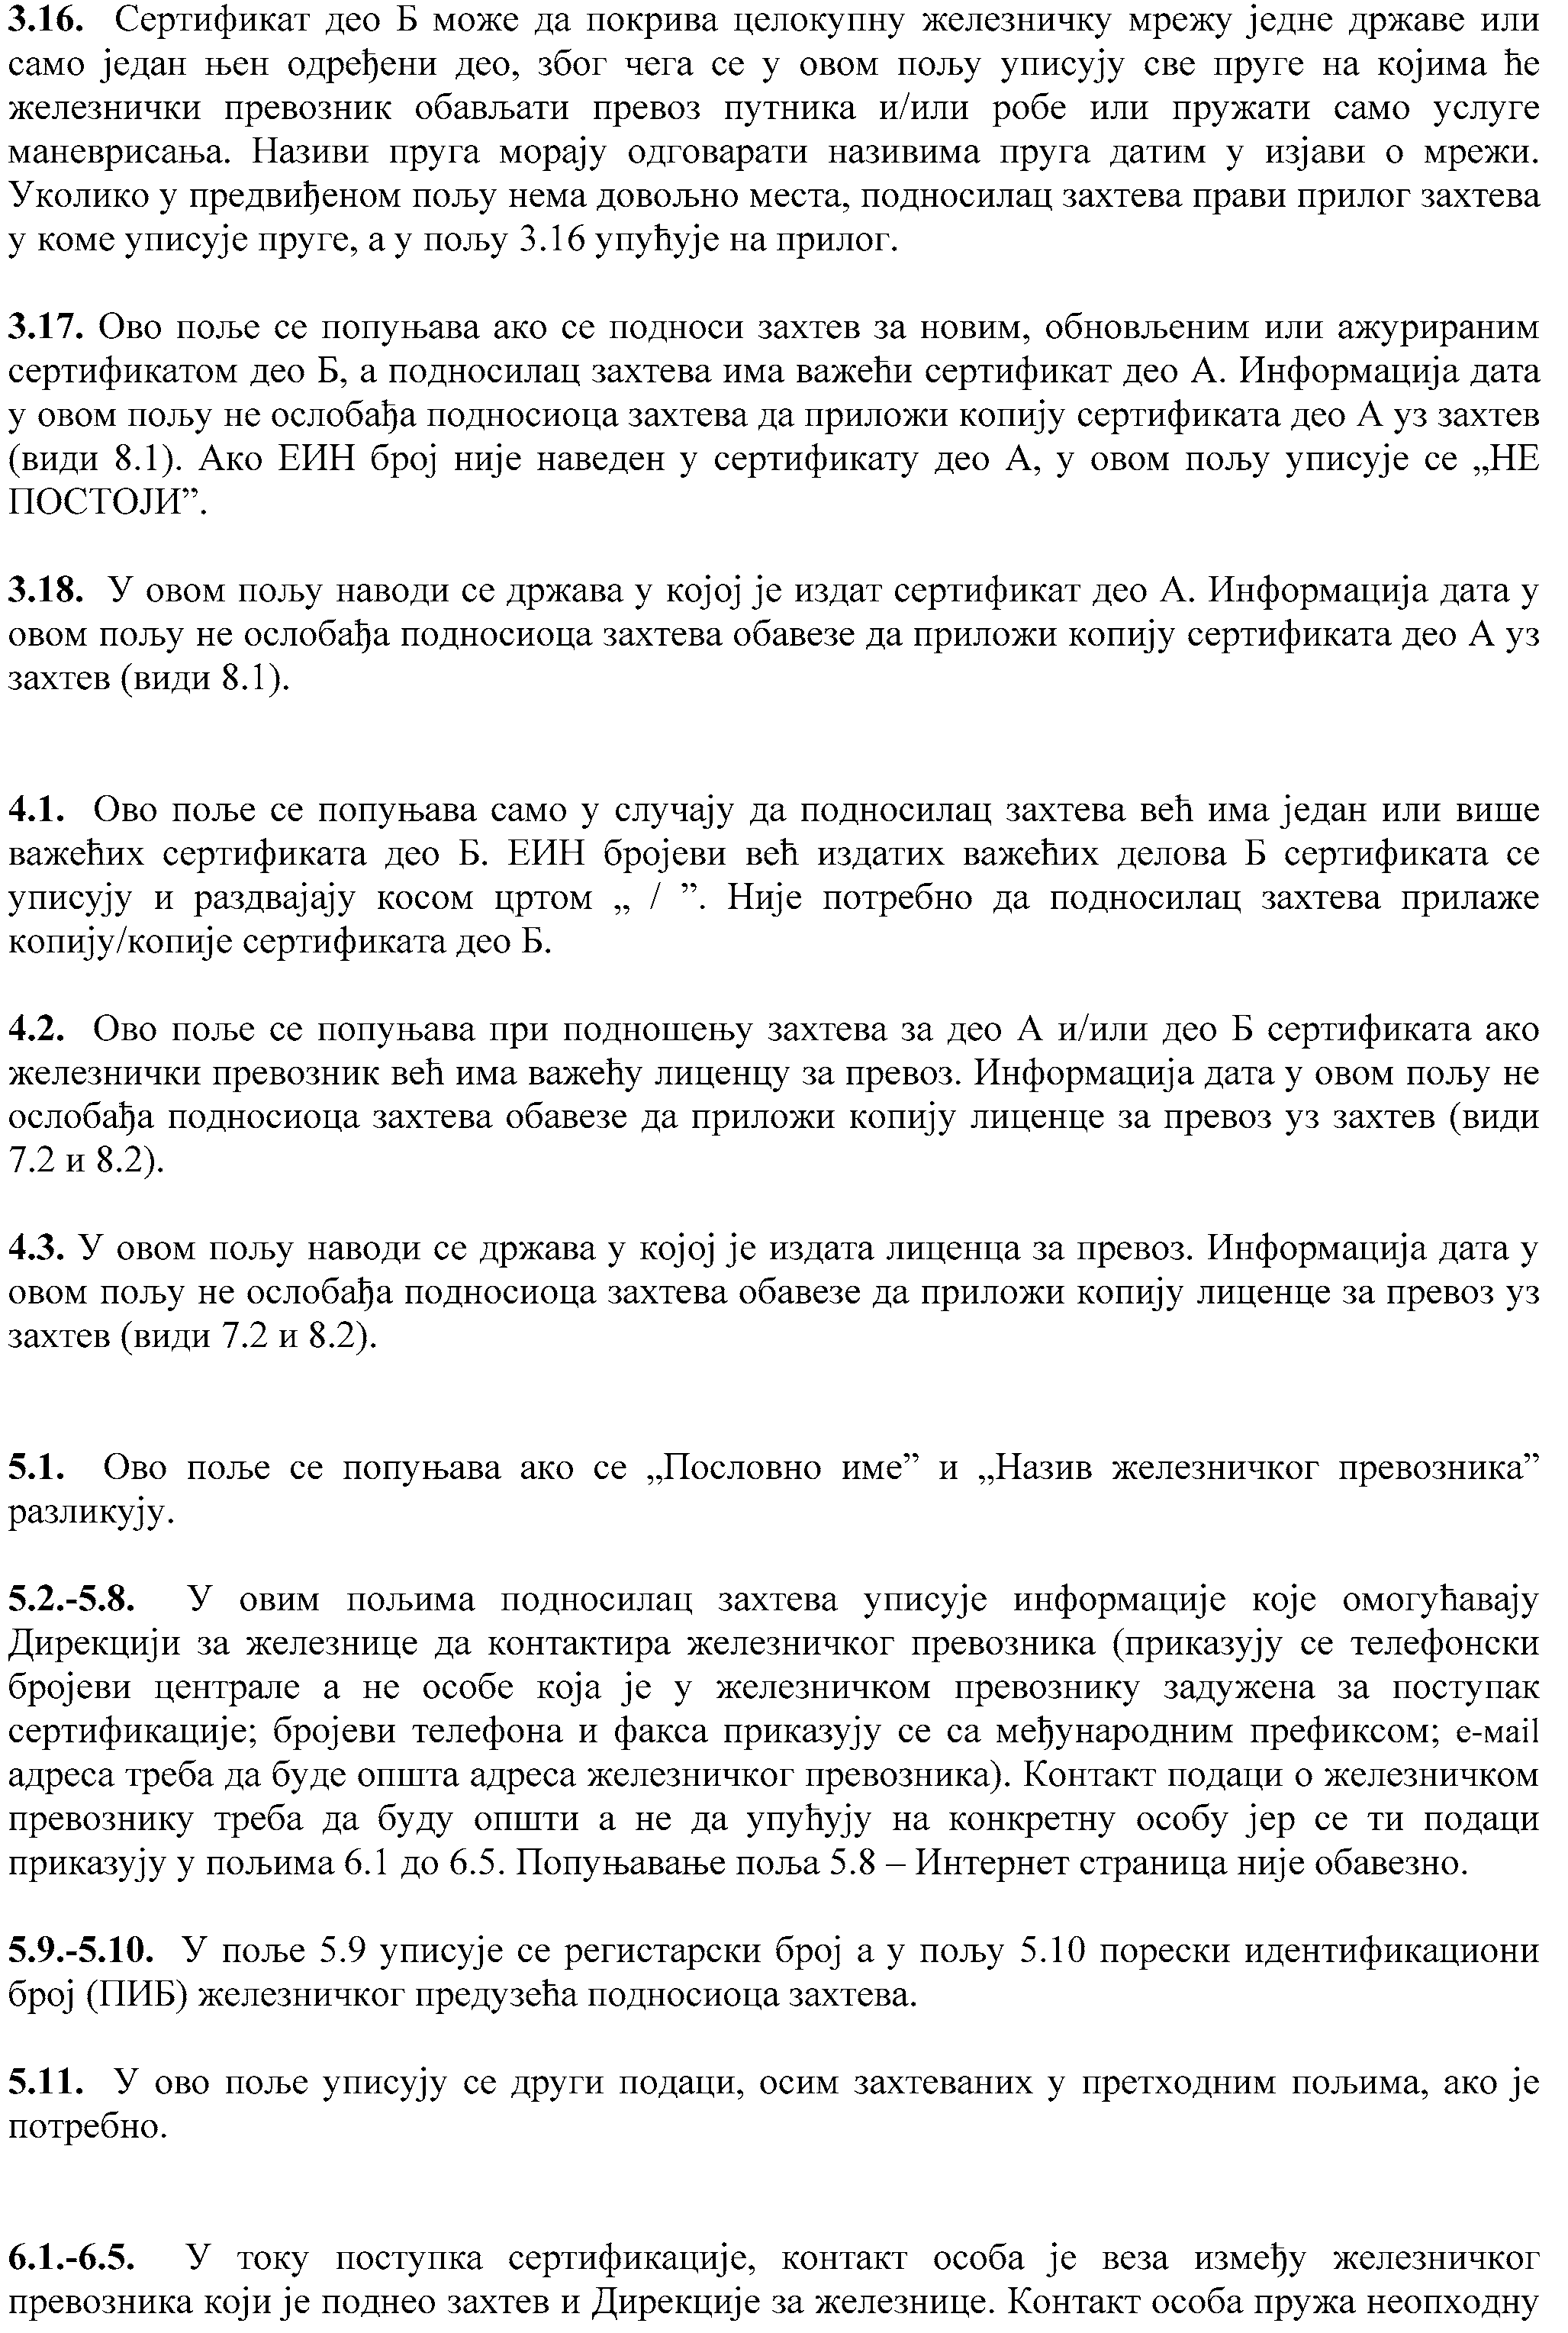 3.16. Сертификат део Б може да покрива целокупну железничку мрежу једне државе или
само један њен одређени део, због чега се у овом пољу уписују све пруге на којима ће
железнички превозник обављати превоз путника и/или робе или пружати само услуге
маневрисања. Називи пруга морају одговарати називима пруга датим у изјави о мрежи.
Уколико у предвиђеном пољу нема довољно места, подносилац захтева прави прилог захтева
у коме уписује пруге, а у пољу 3.16 упућује на прилог.
3.17. Ово поље се попуњава ако се подноси захтев за новим, обновљеним или ажурираним
сертификатом део Б, а подносилац захтева има важећи сертификат део А. Информација дата
у овом пољу не ослобађа подносиоца захтева да приложи копију сертификата део А уз захтев
(види 8.1). Ако ЕИН број није наведен у сертификату део А, у овом пољу уписује се „НЕ
ПОСТОЈИ”.
3.18. У овом пољу наводи се држава у којој је издат сертификат део А. Информација дата у
овом пољу не ослобађа подносиоца захтева обавезе да приложи копију сертификата део А уз
захтев (види 8.1).
4.1. Ово поље се попуњава само у случају да подносилац захтева већ има један или више
важећих сертификата део Б. ЕИН бројеви већ издатих важећих делова Б сертификата се
уписују и раздвајају косом цртом „ / ”. Није потребно да подносилац захтева прилаже
копију/копије сертификата део Б.
4.2. Ово поље се попуњава при подношењу захтева за део А и/или део Б сертификата ако
железнички превозник већ има важећу лиценцу за превоз. Информација дата у овом пољу не
ослобађа подносиоца захтева обавезе да приложи копију лиценце за превоз уз захтев (види
7.2 и 8.2).
4.3. У овом пољу наводи се држава у којој је издата лиценца за превоз. Информација дата у
овом пољу не ослобађа подносиоца захтева обавезе да приложи копију лиценце за превоз уз
захтев (види 7.2 и 8.2).
5.1. Ово поље се попуњава ако се „Пословно име” и „Назив железничког превозника”
разликују.
5.2.-5.8. У овим пољима подносилац захтева уписује информације које омогућавају
Дирекцији за железнице да контактира железничког превозника (приказују се телефонски
бројеви централе а не особе која је у железничком превознику задужена за поступак
сертификације; бројеви телефона и факса приказују се са међународним префиксом; е-маil
адреса треба да буде општа адреса железничког превозника). Контакт подаци о железничком
превознику треба да буду општи а не да упућују на конкретну особу јер се ти подаци
приказују у пољима 6.1 до 6.5. Попуњавање поља 5.8 – Интернет страница није обавезно.
5.9.-5.10. У поље 5.9 уписује се регистарски број а у пољу 5.10 порески идентификациони
број (ПИБ) железничког предузећа подносиоца захтева.
5.11. У ово поље уписују се други подаци, осим захтеваних у претходним пољима, ако је
потребно.
6.1.-6.5. У току поступка сертификације, контакт особа је веза између железничког
превозника који је поднео захтев и Дирекције за железнице. Контакт особа пружа неопходну